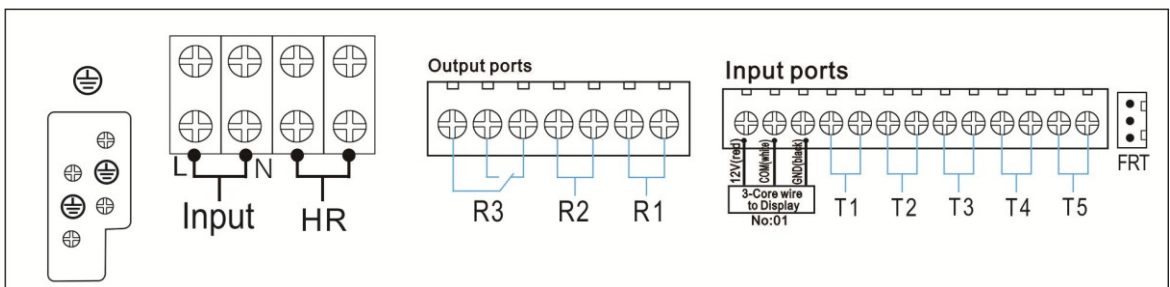 Output ports
Input ports
L N
Input
HR
R3 R2 R1
12V(red)
COM(white)
GND(black)
3-Core wire
to Display
No:01
T1 T2 T3 T4 T5
FRT